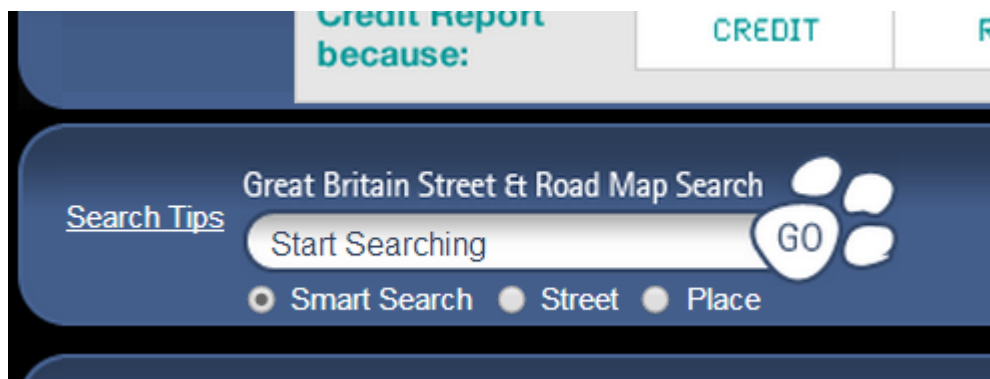 Credit Report
because:
CREDIT
Great Britain Street & Road Map Search
Search Tips
Start Searching
GO
Smart Search Street Place